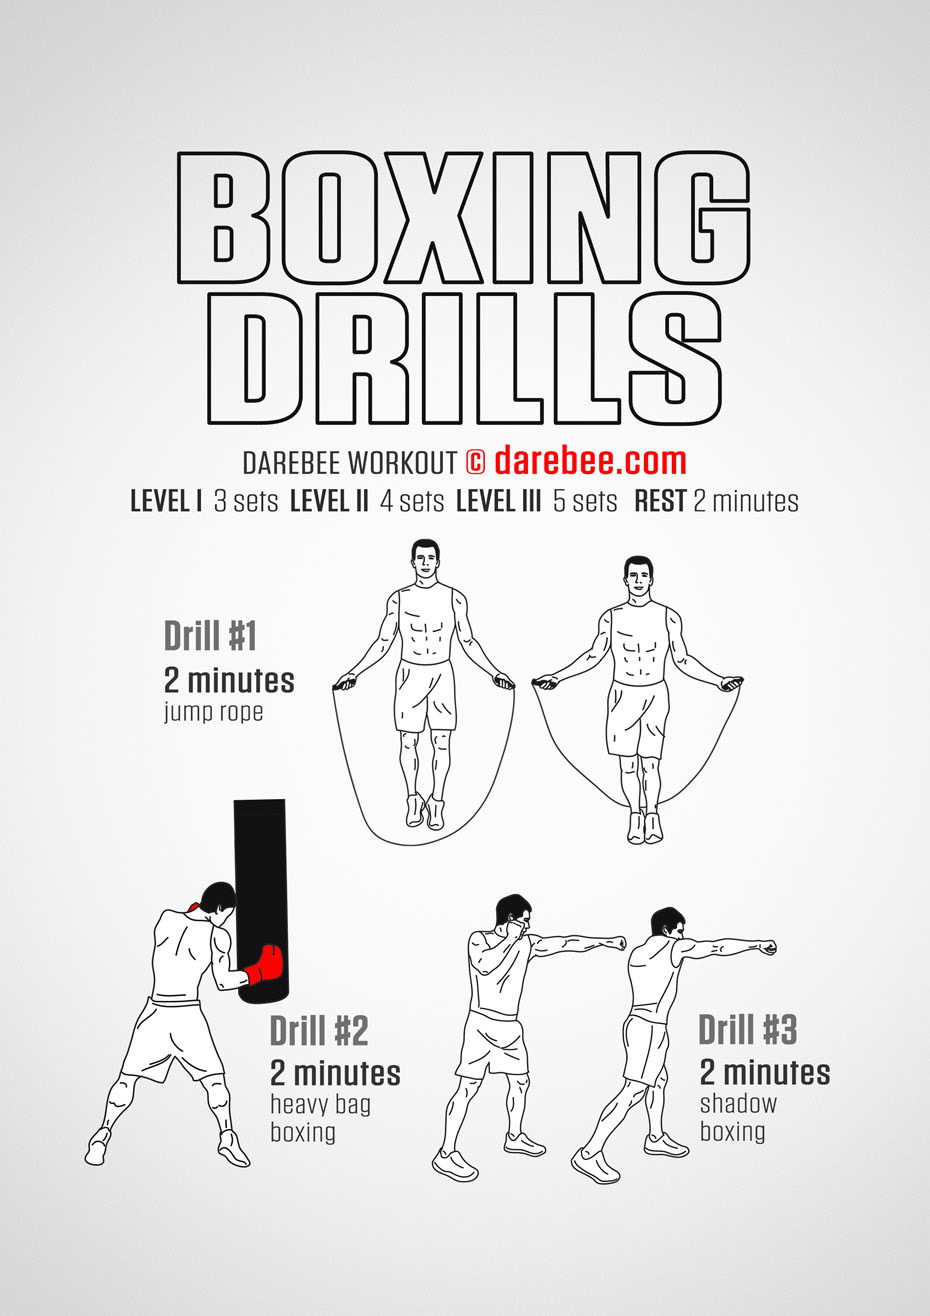 BOXING
DRILLS
DAREBEE WORKOUT © darebee.com
LEVEL I 3 sets LEVEL II 4 sets LEVEL III 5 sets REST 2 minutes
Drill #1
2 minutes
jump rope
Drill #2
2 minutes
heavy bag
boxing
Drill #3
2 minutes
shadow
boxing